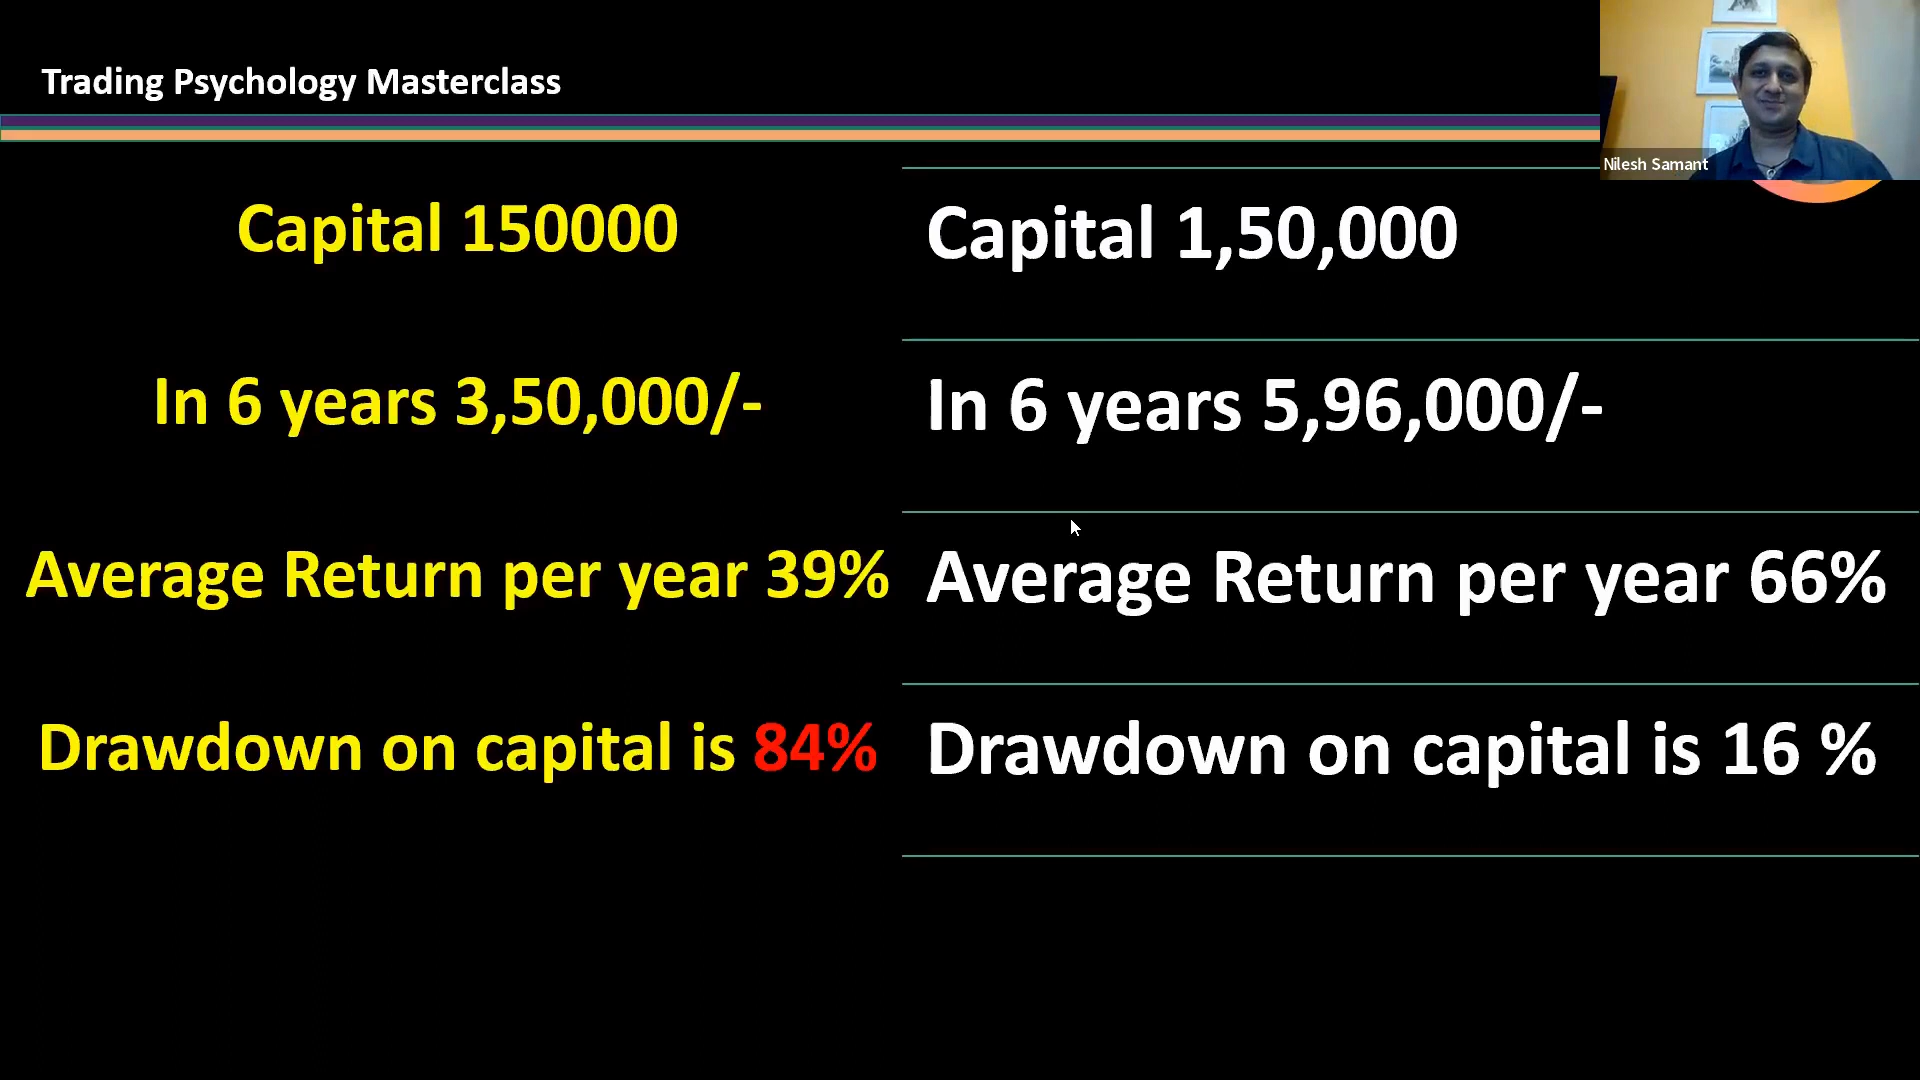 Trading Psychology Masterclass
Nilesh Samant
Capital 150000
Capital 1,50,000
In 6 years 3,50,000/-
In 6 years 5,96,000/-
Average Return per year 39%
Average Return per year 66%
Drawdown on capital is 84%
Drawdown on capital is 16 %